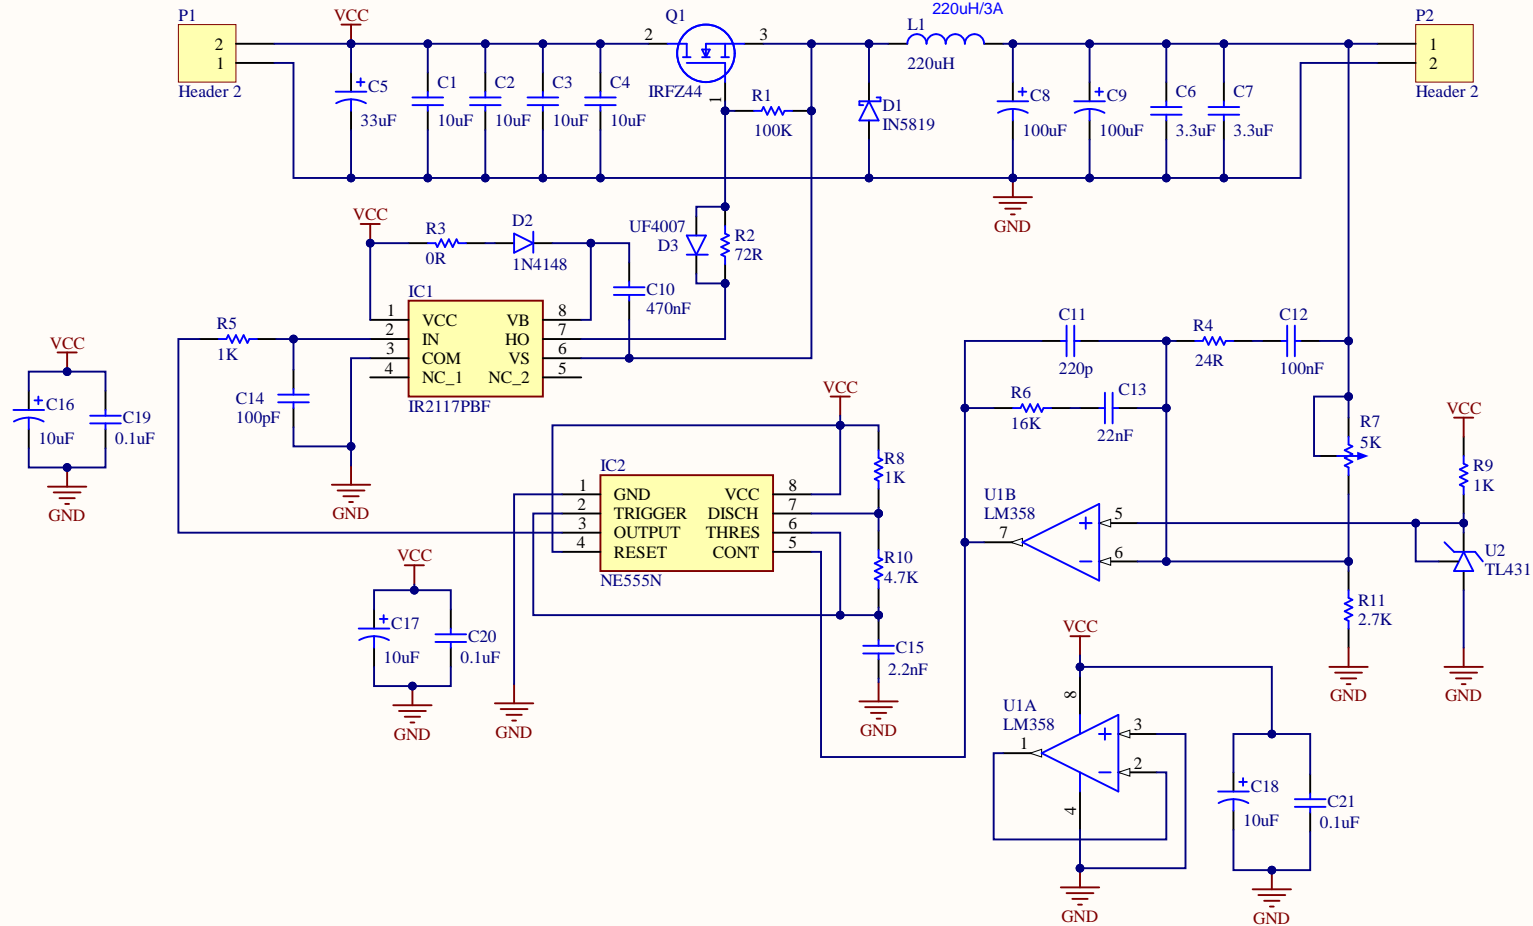 220uH/3A
P1
2
1
Header 2
VCC
C5
33uF
C1
10uF
C2
10uF
C3
10uF
C4
10uF
Q1
2
3
1
IRFZ44
R1
100K
D1
IN5819
L1
220uH
C8
100uF
C9
100uF
C6
3.3uF
C7
3.3uF
P2
1
2
Header 2
GND
VCC
R3
0R
D2
1N4148
UF4007
D3
R2
72R
C10
470nF
IC1
1 VCC VB 8
2 IN HO 7
3 COM VS 6
4 NC_1 NC_2 5
IR2117PBF
R5
1K
C14
100pF
GND
VCC
C16
10uF
C19
0.1uF
GND
VCC
R8
1K
R10
4.7K
C15
2.2nF
GND
IC2
1 GND VCC 8
2 TRIGGER DISCH 7
3 OUTPUT THRES 6
4 RESET CONT 5
NE555N
GND
VCC
C17
10uF
C20
0.1uF
GND
C11
220p
R4
24R
C12
100nF
R6
16K
C13
22nF
R7
5K
VCC
R9
1K
U1B
LM358
7
5
6
+
−
U2
TL431
R11
2.7K
GND
GND
VCC
8
U1A
LM358
1
3
2
4
+
−
GND
C18
10uF
C21
0.1uF
GND